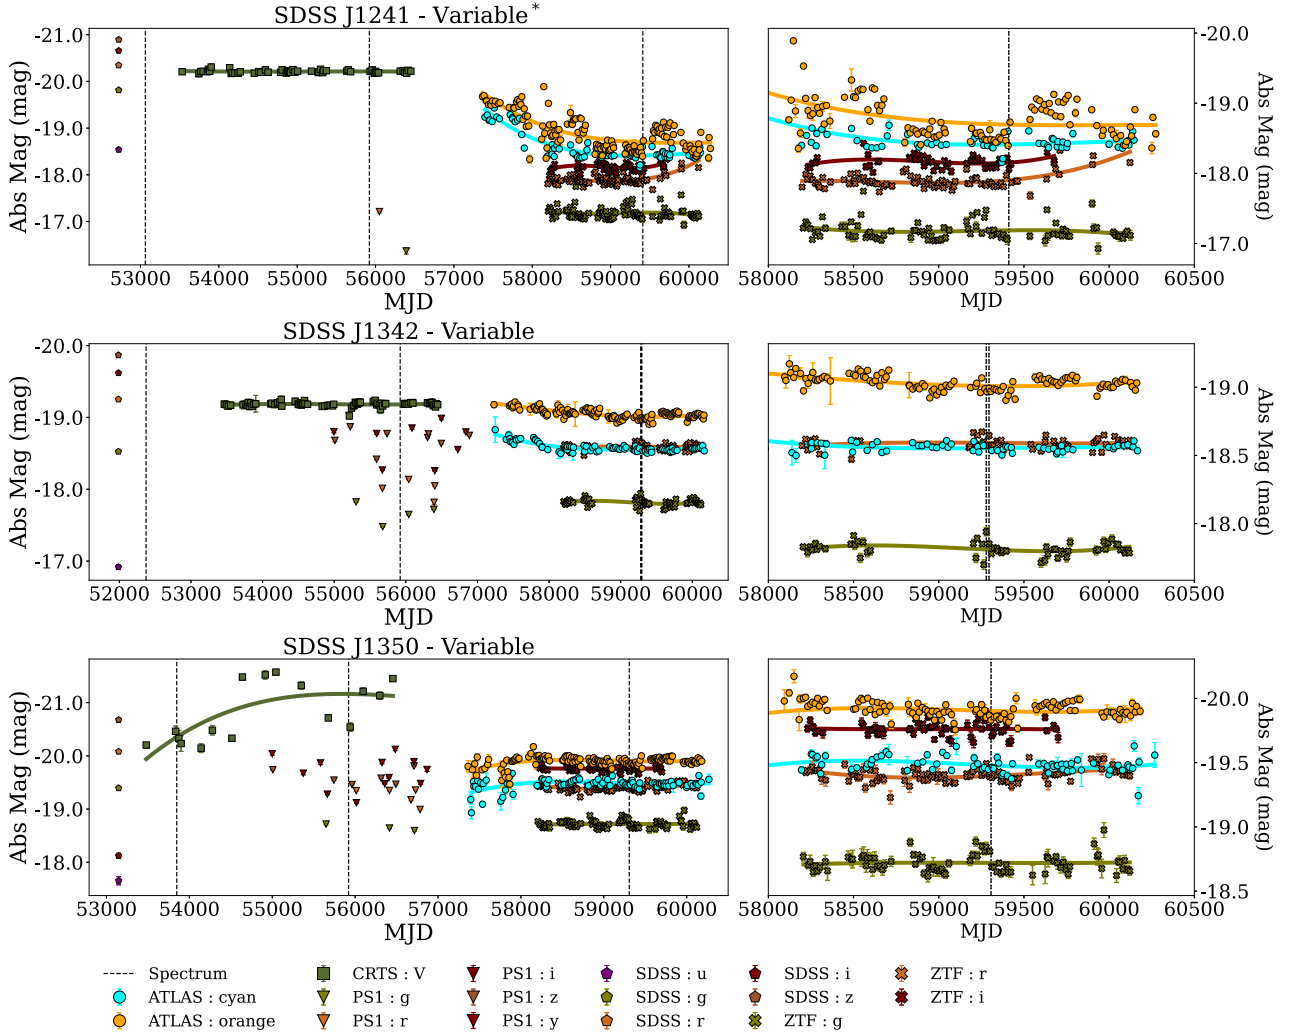 SDSS J1241 - Variable*
Abs Mag (mag)
-21.0
-20.0
-19.0
-18.0
-17.0
53000 54000 55000 56000 57000 58000 59000 60000
MJD
-20.0
-19.0
-18.0
-17.0
Abs Mag (mag)
58000 58500 59000 59500 60000 60500
MJD
SDSS J1342 - Variable
Abs Mag (mag)
-20.0
-19.0
-18.0
-17.0
52000 53000 54000 55000 56000 57000 58000 59000 60000
MJD
-19.0
-18.5
-18.0
Abs Mag (mag)
58000 58500 59000 59500 60000 60500
MJD
SDSS J1350 - Variable
Abs Mag (mag)
-21.0
-20.0
-19.0
-18.0
53000 54000 55000 56000 57000 58000 59000 60000
MJD
-20.0
-19.5
-19.0
-18.5
Abs Mag (mag)
58000 58500 59000 59500 60000 60500
MJD
Spectrum CRTS : V PS1 : i SDSS : u SDSS : i ZTF : r
ATLAS : cyan PS1 : g PS1 : z SDSS : g SDSS : z ZTF : i
ATLAS : orange PS1 : r PS1 : y SDSS : r ZTF : g